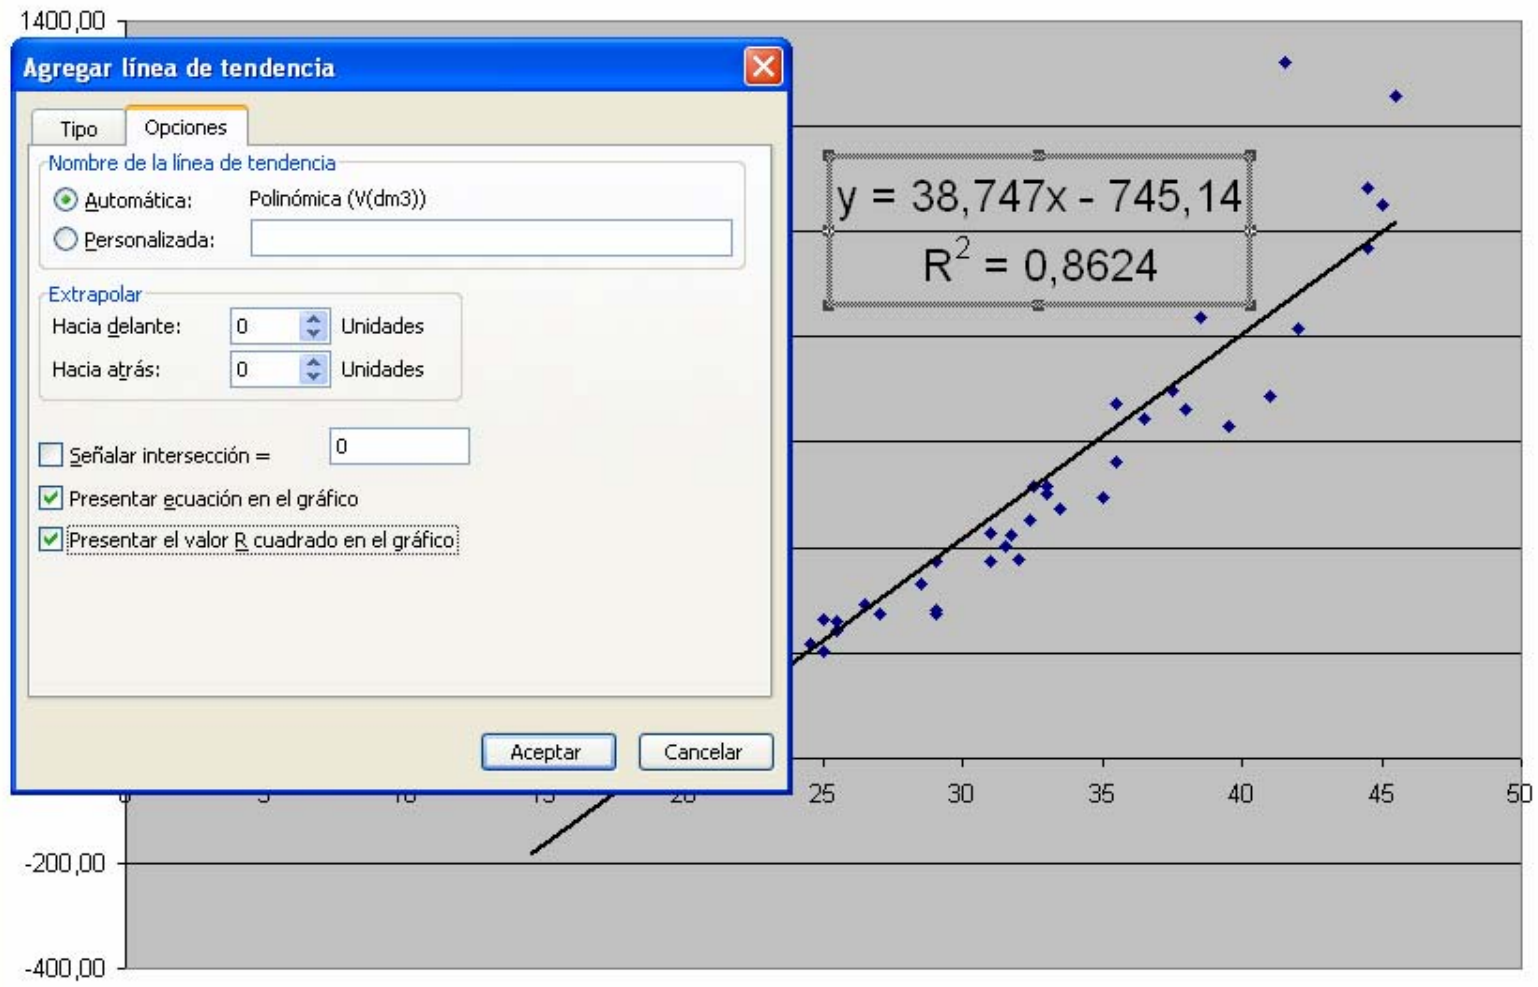 1400,00
Agregar línea de tendencia
Tipo
Opciones
Nombre de la línea de tendencia
Automática:
Polinómica (V(dm3))
Personalizada:
Extrapolar
Hacia delante:
0
Unidades
Hacia atrás:
0
Unidades
Señalar intersección =
0
Presentar ecuación en el gráfico
Presentar el valor R cuadrado en el gráfico
Aceptar
Cancelar
y = 38,747x - 745,14
R² = 0,8624
25
30
35
40
45
50
-200,00
-400,00